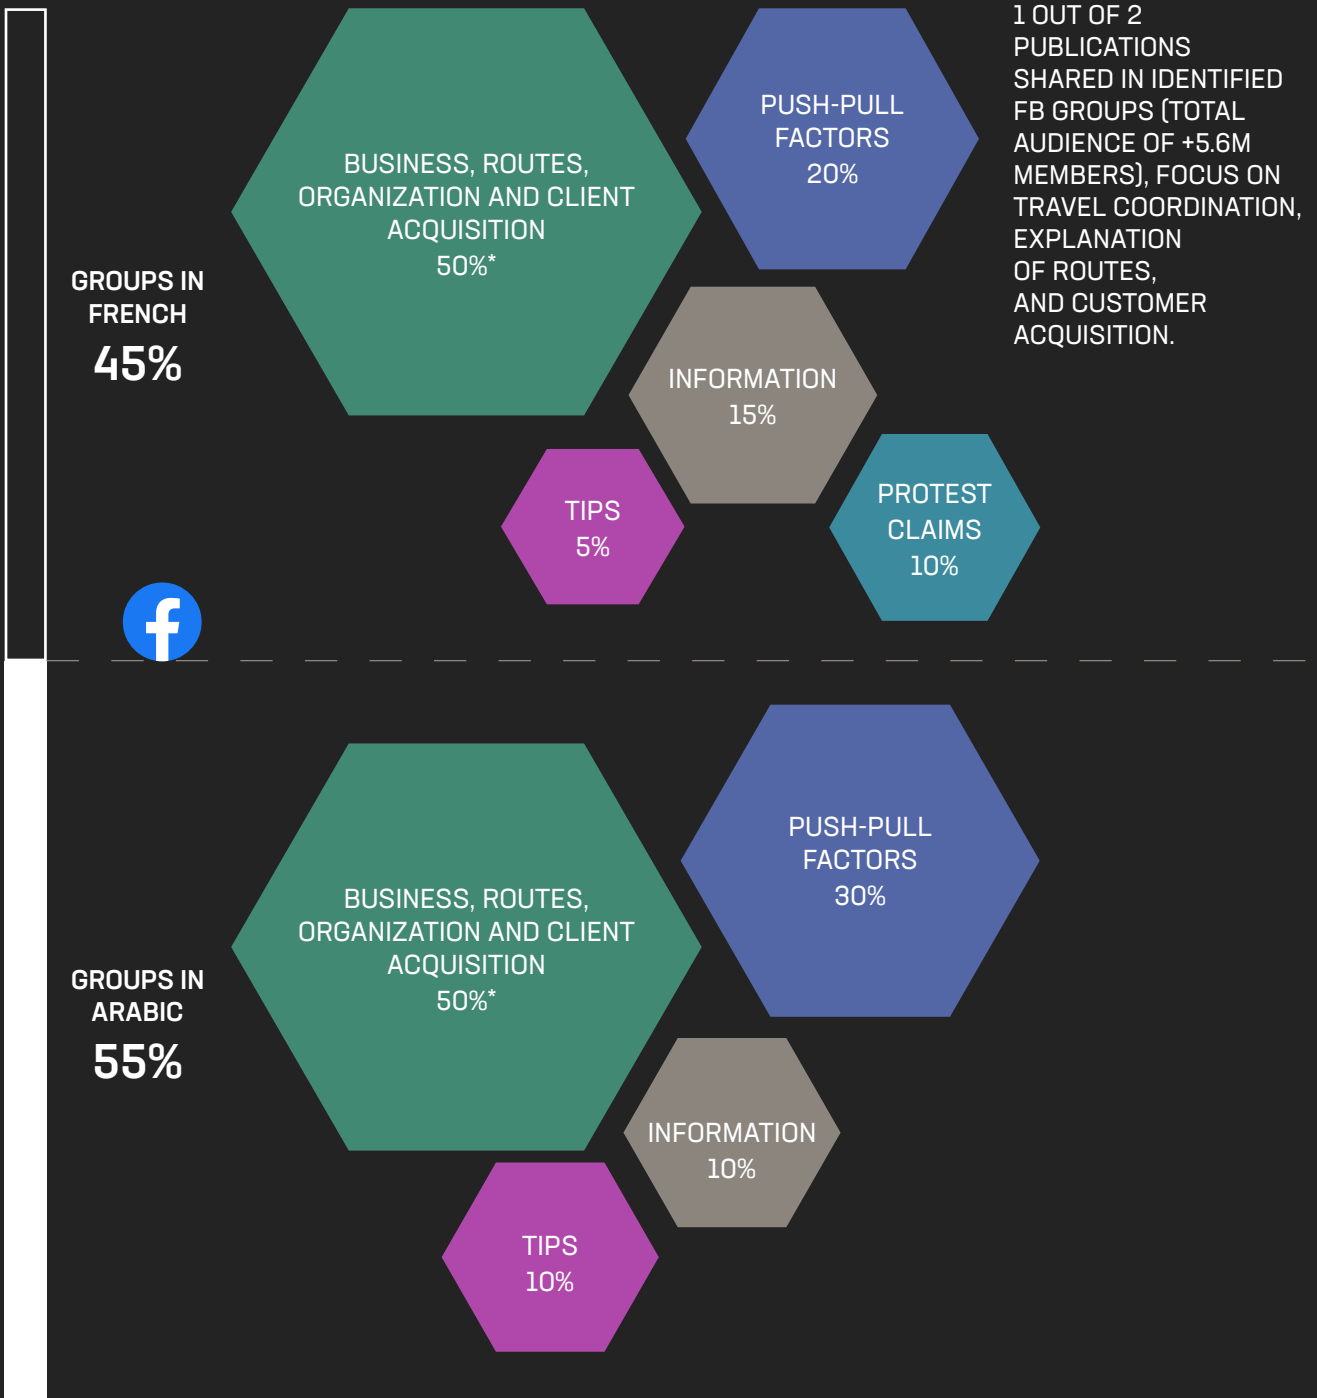 GROUPS IN
FRENCH
45%
BUSINESS, ROUTES,
ORGANIZATION AND CLIENT
ACQUISITION
50%*
PUSH-PULL
FACTORS
20%
INFORMATION
15%
TIPS
5%
PROTEST
CLAIMS
10%
1 OUT OF 2
PUBLICATIONS
SHARED IN IDENTIFIED
FB GROUPS (TOTAL
AUDIENCE OF +5.6M
MEMBERS), FOCUS ON
TRAVEL COORDINATION,
EXPLANATION
OF ROUTES,
AND CUSTOMER
ACQUISITION.
GROUPS IN
ARABIC
55%
BUSINESS, ROUTES,
ORGANIZATION AND CLIENT
ACQUISITION
50%*
PUSH-PULL
FACTORS
30%
INFORMATION
10%
TIPS
10%